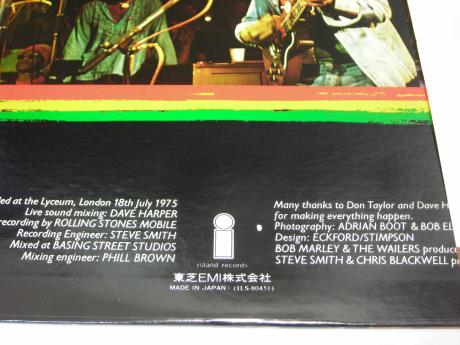 at the Lyceum, London 18th July 1975
Live sound mixing: DAVE HARPER
recording by ROLLING STONES MOBILE
Recording Engineer: STEVE SMITH
Mixed at BASING STREET STUDIOS
Mixing engineer: PHILL BROWN
i
island records
東芝EMI株式会社
MADE IN JAPAN: (ILS-80451)
Many thanks to Don Taylor and Dave H
for making everything happen.
Photography: ADRIAN BOOT & BOB EL
Design: ECKFORD/STIMPSON
BOB MARLEY & THE WAILERS produc
STEVE SMITH & CHRIS BLACKWELL p